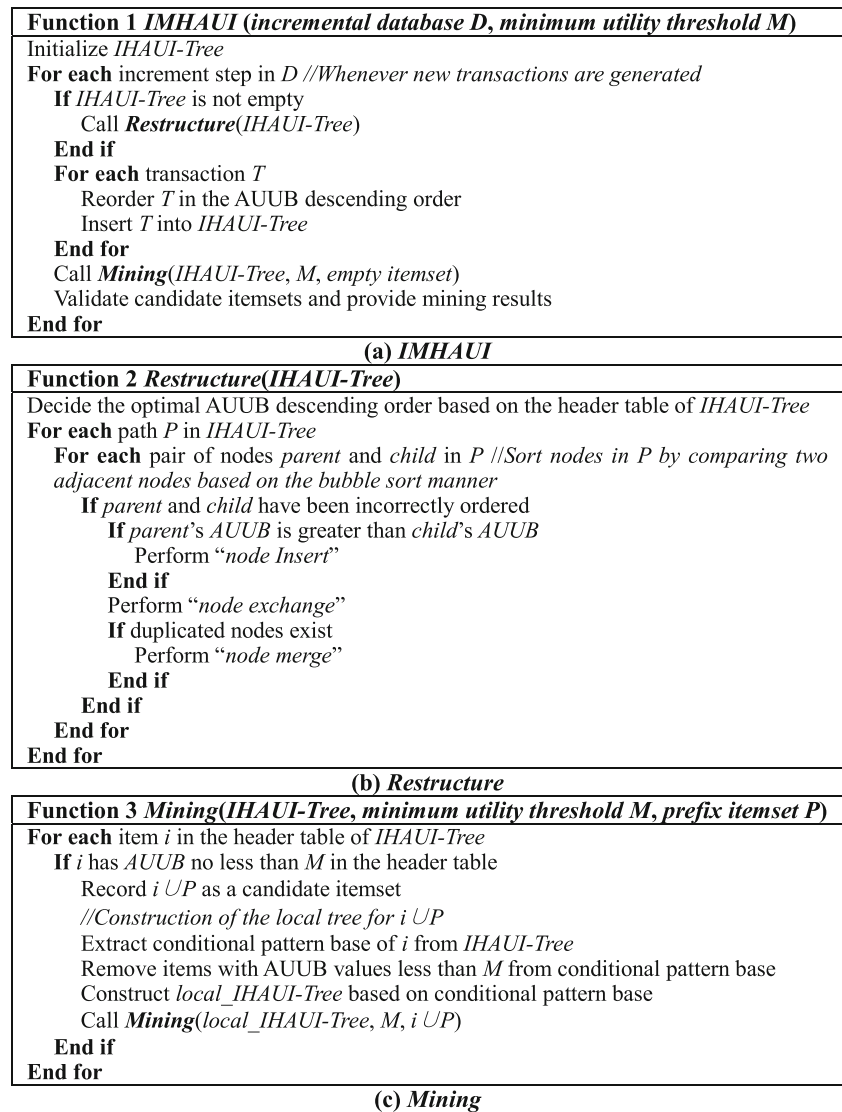 Function 1 IMHAUI (incremental database D, minimum utility threshold M)
Initialize IHAUI-Tree
For each increment step in D //Whenever new transactions are generated
If IHAUI-Tree is not empty
Call Restructure(IHAUI-Tree)
End if
For each transaction T
Reorder T in the AUUB descending order
Insert T into IHAUI-Tree
End for
Call Mining(IHAUI-Tree, M, empty itemset)
Validate candidate itemsets and provide mining results
End for
(a) IMHAUI
Function 2 Restructure(IHAUI-Tree)
Decide the optimal AUUB descending order based on the header table of IHAUI-Tree
For each path P in IHAUI-Tree
For each pair of nodes parent and child in P //Sort nodes in P by comparing two
adjacent nodes based on the bubble sort manner
If parent and child have been incorrectly ordered
If parent's AUUB is greater than child's AUUB
Perform “node Insert”
End if
Perform “node exchange”
If duplicated nodes exist
Perform “node merge”
End if
End if
End for
End for
(b) Restructure
Function 3 Mining(IHAUI-Tree, minimum utility threshold M, prefix itemset P)
For each item i in the header table of IHAUI-Tree
If i has AUUB no less than M in the header table
Record i ∪P as a candidate itemset
//Construction of the local tree for i ∪P
Extract conditional pattern base of i from IHAUI-Tree
Remove items with AUUB values less than M from conditional pattern base
Construct local_IHAUI-Tree based on conditional pattern base
Call Mining(local_IHAUI-Tree, M, i ∪P)
End if
End for
(c) Mining